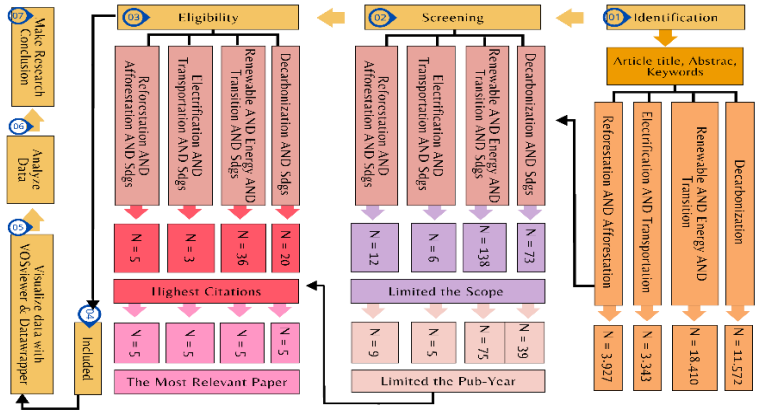 01
Identification
Article title, Abstrac,
Keywords
Decarbonization
Renewable AND Energy AND
Transition
Electrification AND Transportation
Reforestation AND Afforestation
N = 11.572
N = 18.410
N = 3.343
N = 3.927
02
Screening
Decarbonization AND Sdgs
Renewable AND Energy AND
Transition AND Sdgs
Electrification AND
Transportation AND Sdgs
Reforestation AND
Afforestation AND Sdgs
N = 73
N = 138
N = 6
N = 12
Limited the Scope
N = 39
N = 75
N = 5
N = 9
Limited the Pub-Year
03
Eligibility
Decarbonization AND Sdgs
Renewable AND Energy AND
Transition AND Sdgs
Electrification AND
Transportation AND Sdgs
Reforestation AND
Afforestation AND Sdgs
N = 20
N = 36
N = 3
N = 5
Highest Citations
N = 5
N = 5
N = 5
N = 5
The Most Relevant Paper
04
Included
05
Visualize data with
VOSviewer & Datawrapper
06
Analyze
Data
07
Make Research
Conclusion